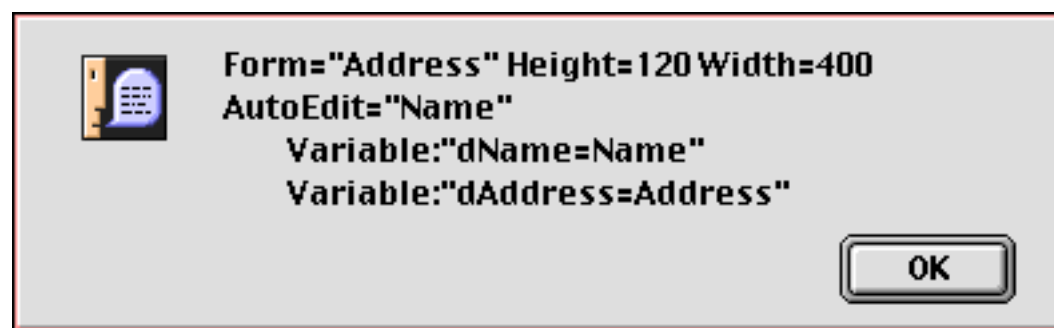 Form="Address" Height=120 Width=400
AutoEdit="Name"
Variable:"dName=Name"
Variable:"dAddress=Address"
OK